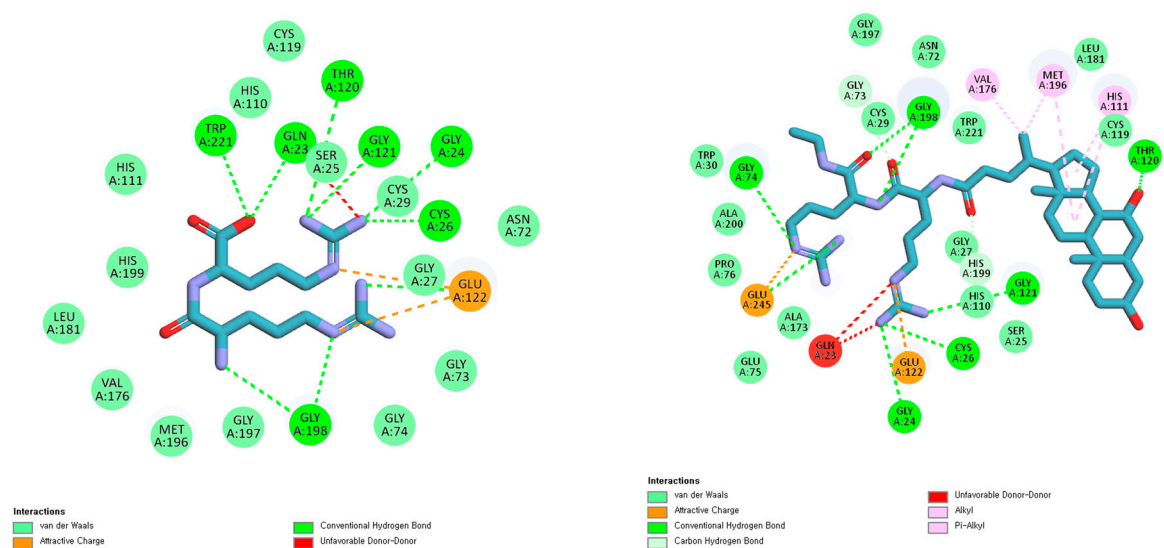 CYS
A:119
THR
A:120
HIS
A:110
TRP
A:221
GLN
A:23
SER
A:25
GLY
A:121
GLY
A:24
HIS
A:111
CYS
A:29
CYS
A:26
ASN
A:72
HIS
A:199
GLY
A:27
GLU
A:122
LEU
A:181
VAL
A:176
GLY
A:73
MET
A:196
GLY
A:197
GLY
A:198
GLY
A:74
Interactions
van der Waals
Attractive Charge
Conventional Hydrogen Bond
Unfavorable Donor-Donor
GLY
A:197
ASN
A:72
LEU
A:181
GLY
A:73
VAL
A:176
MET
A:196
HIS
A:111
CYS
A:29
GLY
A:198
TRP
A:221
CYS
A:119
THR
A:120
TRP
A:30
GLY
A:74
ALA
A:200
GLY
A:27
PRO
A:76
HIS
A:199
GLU
A:245
HIS
A:110
GLY
A:121
ALA
A:173
GLN
A:23
SER
A:25
GLU
A:75
GLU
A:122
CYS
A:26
GLY
A:24
Interactions
van der Waals
Attractive Charge
Conventional Hydrogen Bond
Carbon Hydrogen Bond
Unfavorable Donor-Donor
Alkyl
Pi-Alkyl